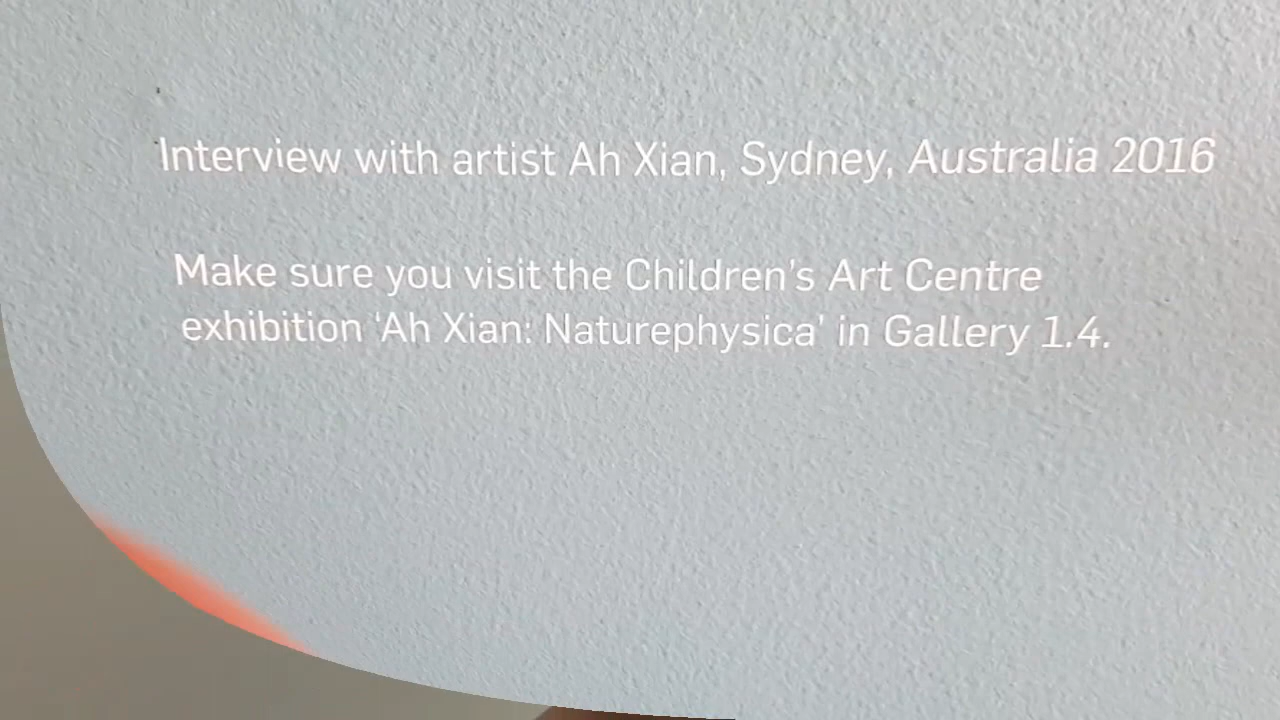 Interview with artist Ah Xian, Sydney, Australia 2016
Make sure you visit the Children's Art Centre
exhibition 'Ah Xian: Naturephysica' in Gallery 1.4.